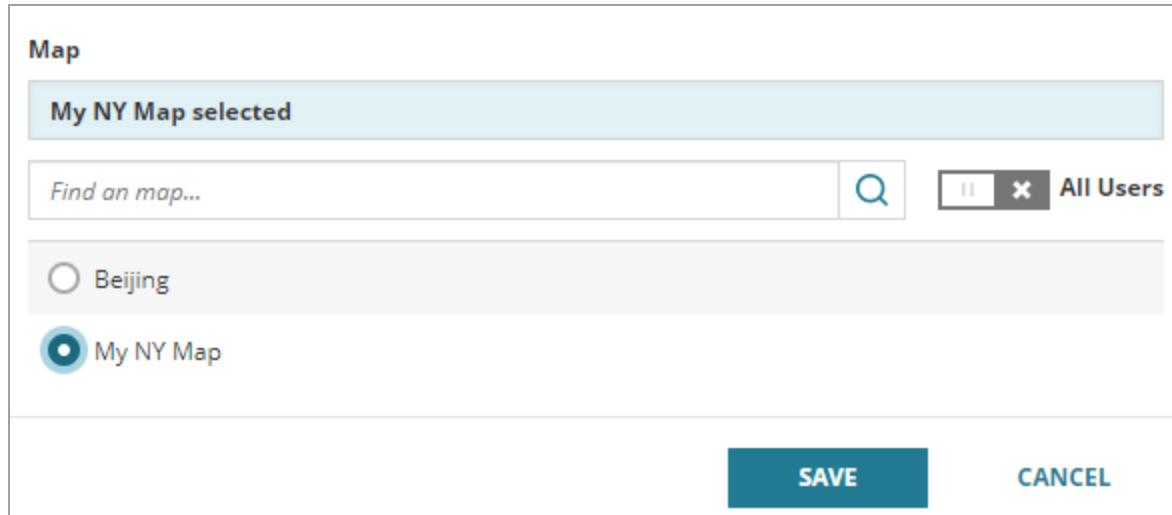 Map
My NY Map selected
Find an map...
All Users
Beijing
My NY Map
SAVE CANCEL